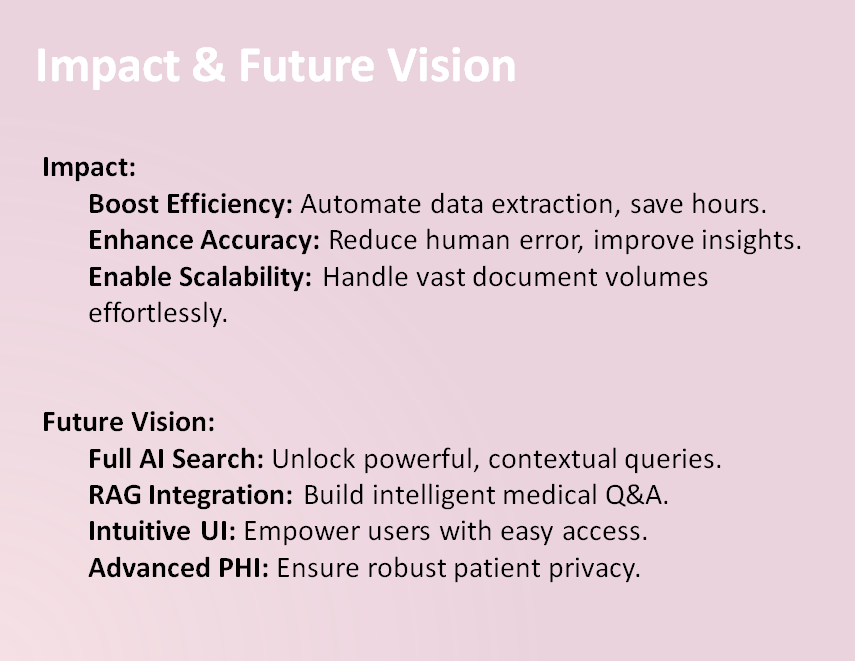 Impact & Future Vision
Impact:
Boost Efficiency: Automate data extraction, save hours.
Enhance Accuracy: Reduce human error, improve insights.
Enable Scalability: Handle vast document volumes
effortlessly.
Future Vision:
Full AI Search: Unlock powerful, contextual queries.
RAG Integration: Build intelligent medical Q&A.
Intuitive UI: Empower users with easy access.
Advanced PHI: Ensure robust patient privacy.